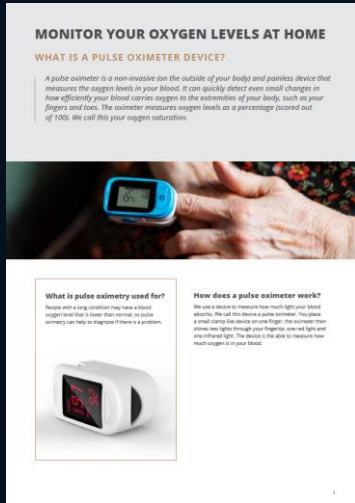 MONITOR YOUR OXYGEN LEVELS AT HOME
WHAT IS A PULSE OXIMETER DEVICE?
A pulse oximeter is a non-invasive (on the outside of your body) and painless device that
measures the oxygen levels in your blood. It can quickly detect even small changes in
how efficiently your blood carries oxygen to the extremities of your body, such as your
fingers and toes. The oximeter measures oxygen levels as a percentage (scored out
of 100). We call this your oxygen saturation.
What is pulse oximetry used for?
People with a lung condition may have a blood
oxygen level that is lower than normal, so pulse
oximetry can help to diagnose if there is a problem.
How does a pulse oximeter work?
We use a device to measure how much light your blood
absorbs. We call this device a pulse oximeter. You place
a small clamp-like device on one finger, the oximeter then
shines two lights through your fingertip: one red light and
one infrared light. The device is the able to measure how
much oxygen is in your blood.